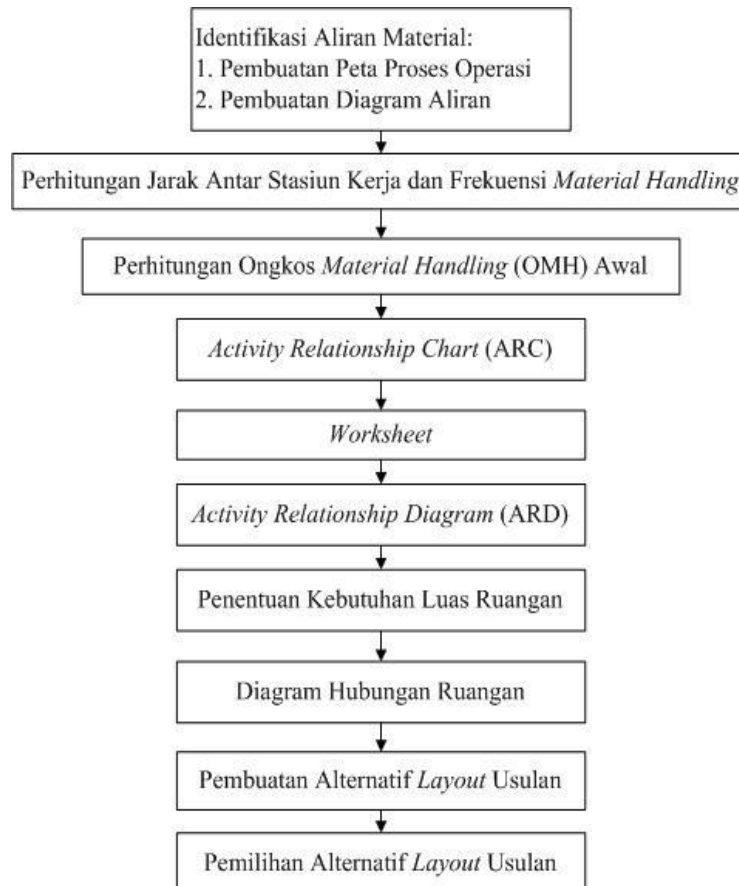 Identifikasi Aliran Material:
1. Pembuatan Peta Proses Operasi
2. Pembuatan Diagram Aliran
Perhitungan Jarak Antar Stasiun Kerja dan Frekuensi Material Handling
Perhitungan Ongkos Material Handling (OMH) Awal
Activity Relationship Chart (ARC)
Worksheet
Activity Relationship Diagram (ARD)
Penentuan Kebutuhan Luas Ruangan
Diagram Hubungan Ruangan
Pembuatan Alternatif Layout Usulan
Pemilihan Alternatif Layout Usulan